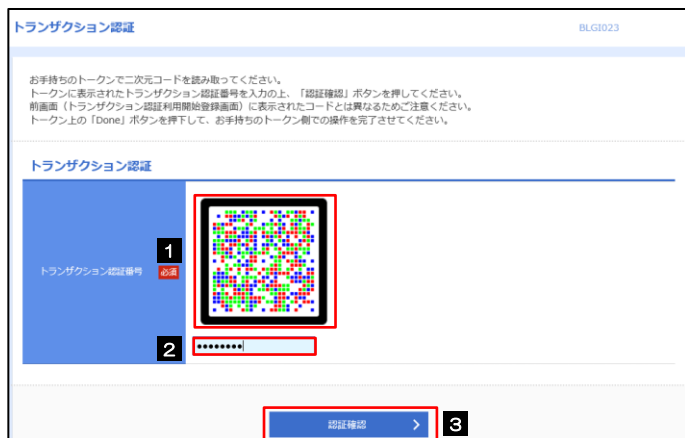 トランザクション認証
BLGI023
お手持ちのトークンで二次元コードを読み取ってください。
トークンに表示されたトランザクション認証番号を入力の上、「認証確認」ボタンを押してください。
前画面（トランザクション認証利用開始登録画面）に表示されたコードとは異なるためご注意ください。
トークン上の「Done」ボタンを押下して、お手持ちのトークン側での操作を完了させてください。
トランザクション認証
1
トランザクション認証番号 必須
2
••••••••
認証確認
3